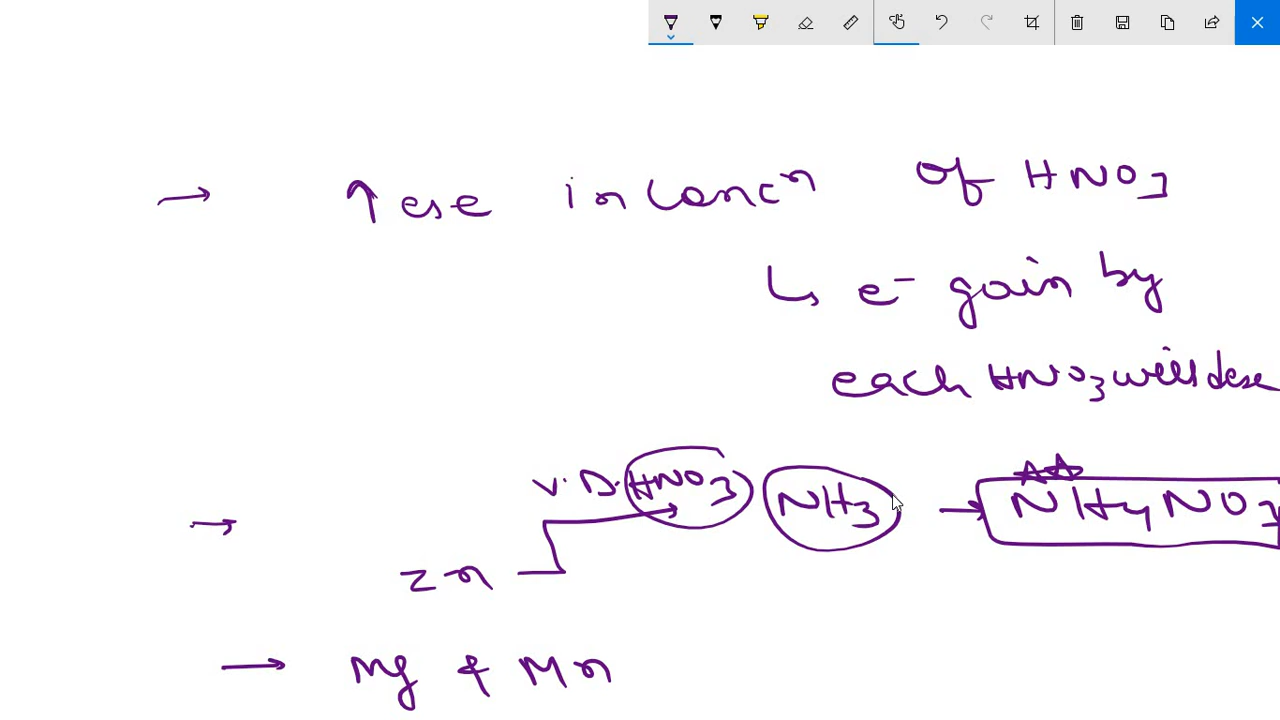 → ↑ese in Concⁿ of HNO3
↳ e⁻ gain by
each HNO3 will dese
→ Zn V.D. HNO3 NH3 → NH4NO3
→ Mg & Mn